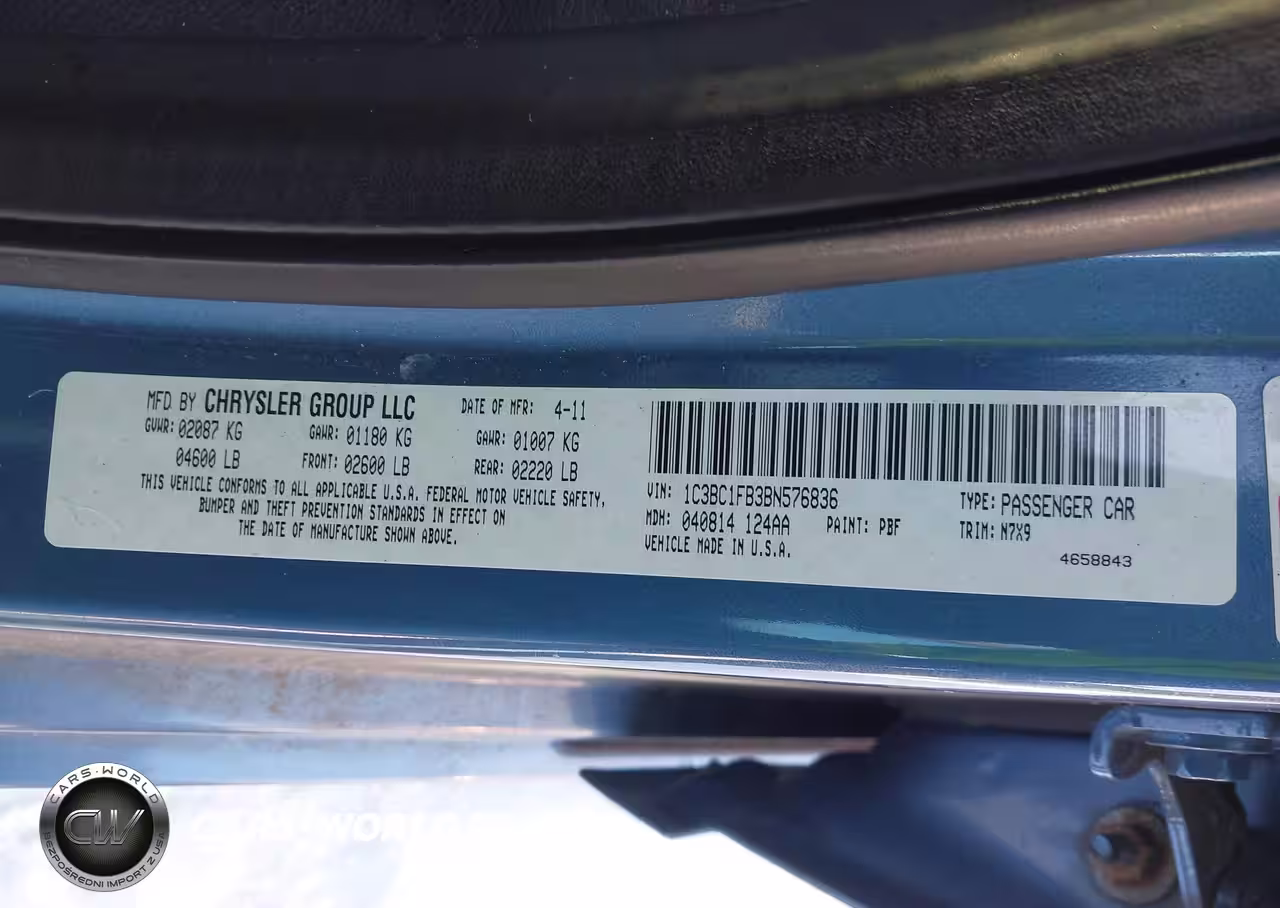 MFD BY CHRYSLER GROUP LLC DATE OF MFR: 4-11
GVWR: 02087 KG GAWR: 01180 KG GAWR: 01007 KG
04600 LB FRONT: 02600 LB REAR: 02220 LB
THIS VEHICLE CONFORMS TO ALL APPLICABLE U.S.A. FEDERAL MOTOR VEHICLE SAFETY,
BUMPER AND THEFT PREVENTION STANDARDS IN EFFECT ON
THE DATE OF MANUFACTURE SHOWN ABOVE.
VIN: 1C3BC1FB3BN576836 TYPE: PASSENGER CAR
MDH: 040814 124AA PAINT: PBF TRIM: N7X9
VEHICLE MADE IN U.S.A.
4658843
CARS·WORLD
CW
BEZPOŚREDNI IMPORT Z USA